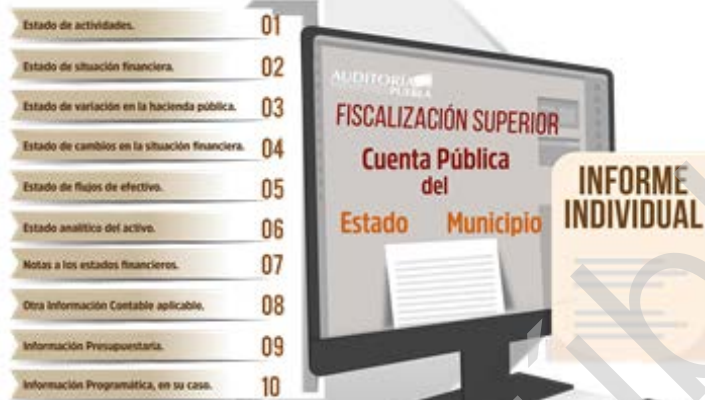 Estado de actividades. 01
Estado de situación financiera. 02
Estado de variación en la hacienda pública. 03
Estado de cambios en la situación financiera. 04
Estado de flujos de efectivo. 05
Estado analítico del activo. 06
Notas a los estados financieros. 07
Otra Información Contable aplicable. 08
Información Presupuestaria. 09
Información Programática, en su caso. 10
AUDITORÍA
PUEBLA
FISCALIZACIÓN SUPERIOR
Cuenta Pública
del
Estado Municipio
INFORME
INDIVIDUAL